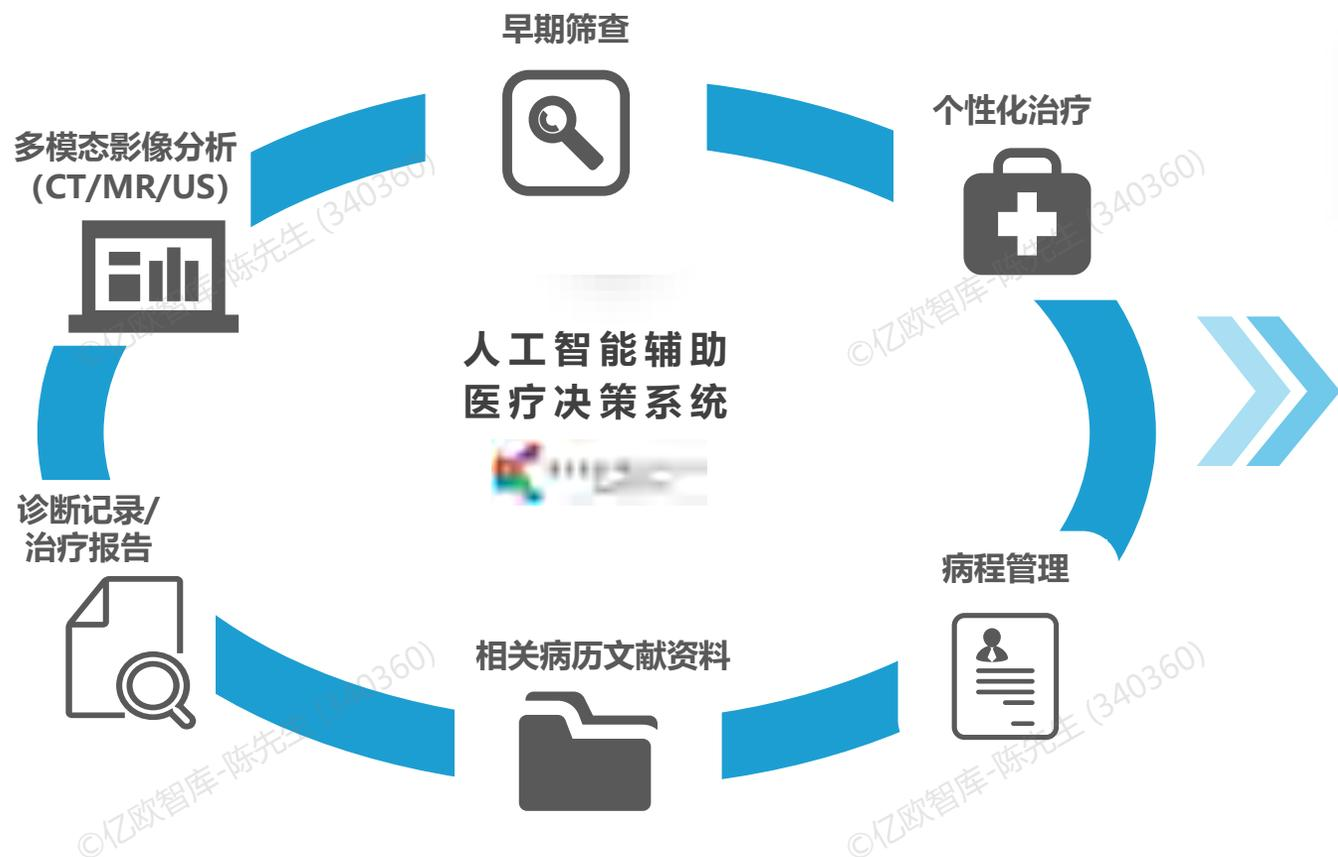 早期筛查
个性化治疗
多模态影像分析
（CT/MR/US）
人工智能辅助
医疗决策系统
诊断记录/
治疗报告
病程管理
相关病历文献资料
©亿欧智库-陈先生 (340360)
©亿欧智库-陈先生 (340360)
©亿欧智库-陈先生 (340360)
©亿欧智库-陈先生 (340360)